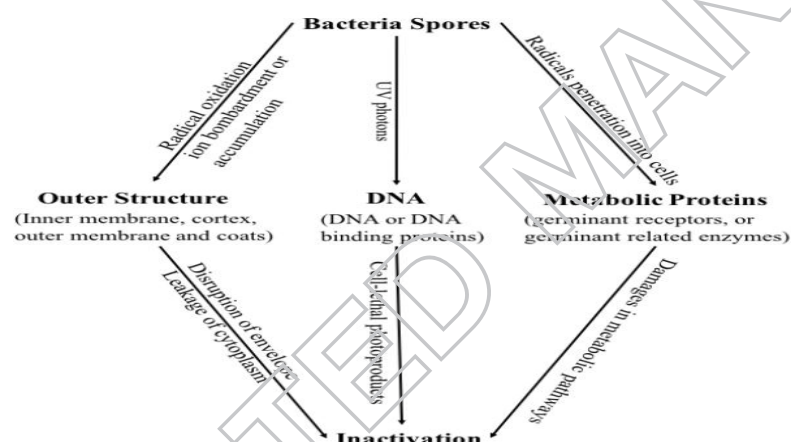 Bacteria Spores
Radical oxidation
ion bombardment or
accumulation
UV photons
Radicals penetration into cells
Outer Structure
(Inner membrane, cortex,
outer membrane and coats)
DNA
(DNA or DNA
binding proteins)
Metabolic Proteins
(germinant receptors, or
germinant related enzymes)
Disruption of envelope
Leakage of cytoplasm
Cell-lethal photoproducts
Damages in metabolic pathways
Inactivation
TED MAN